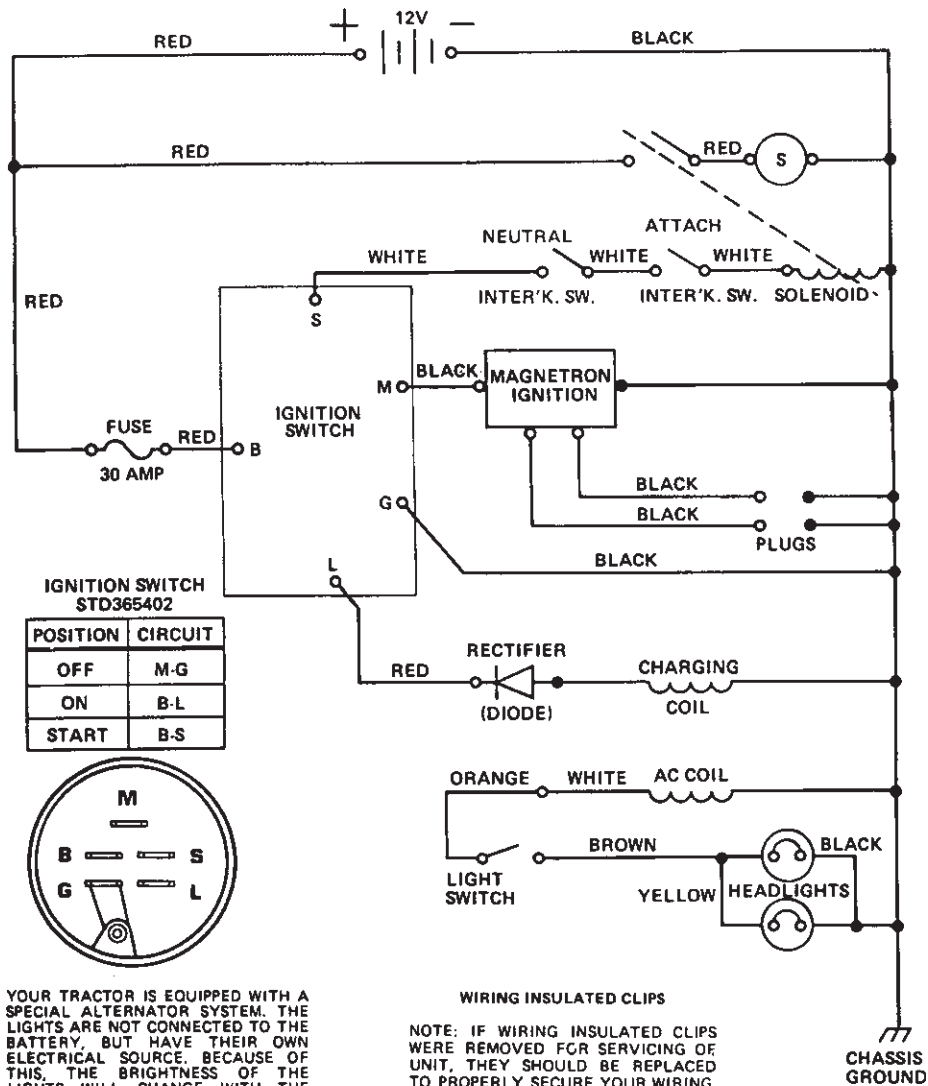 + 12V −
RED
BLACK
RED
RED
S
NEUTRAL
ATTACH
WHITE
WHITE
WHITE
INTER'K. SW.
INTER'K. SW.
SOLENOID
RED
S
M
BLACK
MAGNETRON
IGNITION
IGNITION
SWITCH
FUSE
RED
B
30 AMP
BLACK
G
BLACK
PLUGS
BLACK
L
IGNITION SWITCH
STD365402
POSITION CIRCUIT
OFF M-G
ON B-L
START B-S
RECTIFIER
RED
CHARGING
COIL
(DIODE)
ORANGE
WHITE
AC COIL
BROWN
BLACK
LIGHT
SWITCH
YELLOW
HEADLIGHTS
M
B S
G L
YOUR TRACTOR IS EQUIPPED WITH A
SPECIAL ALTERNATOR SYSTEM. THE
LIGHTS ARE NOT CONNECTED TO THE
BATTERY, BUT HAVE THEIR OWN
ELECTRICAL SOURCE. BECAUSE OF
THIS, THE BRIGHTNESS OF THE
LIGHTS WILL CHANGE WITH THE
WIRING INSULATED CLIPS
NOTE: IF WIRING INSULATED CLIPS
WERE REMOVED FOR SERVICING OF
UNIT, THEY SHOULD BE REPLACED
TO PROPERLY SECURE YOUR WIRING.
CHASSIS
GROUND